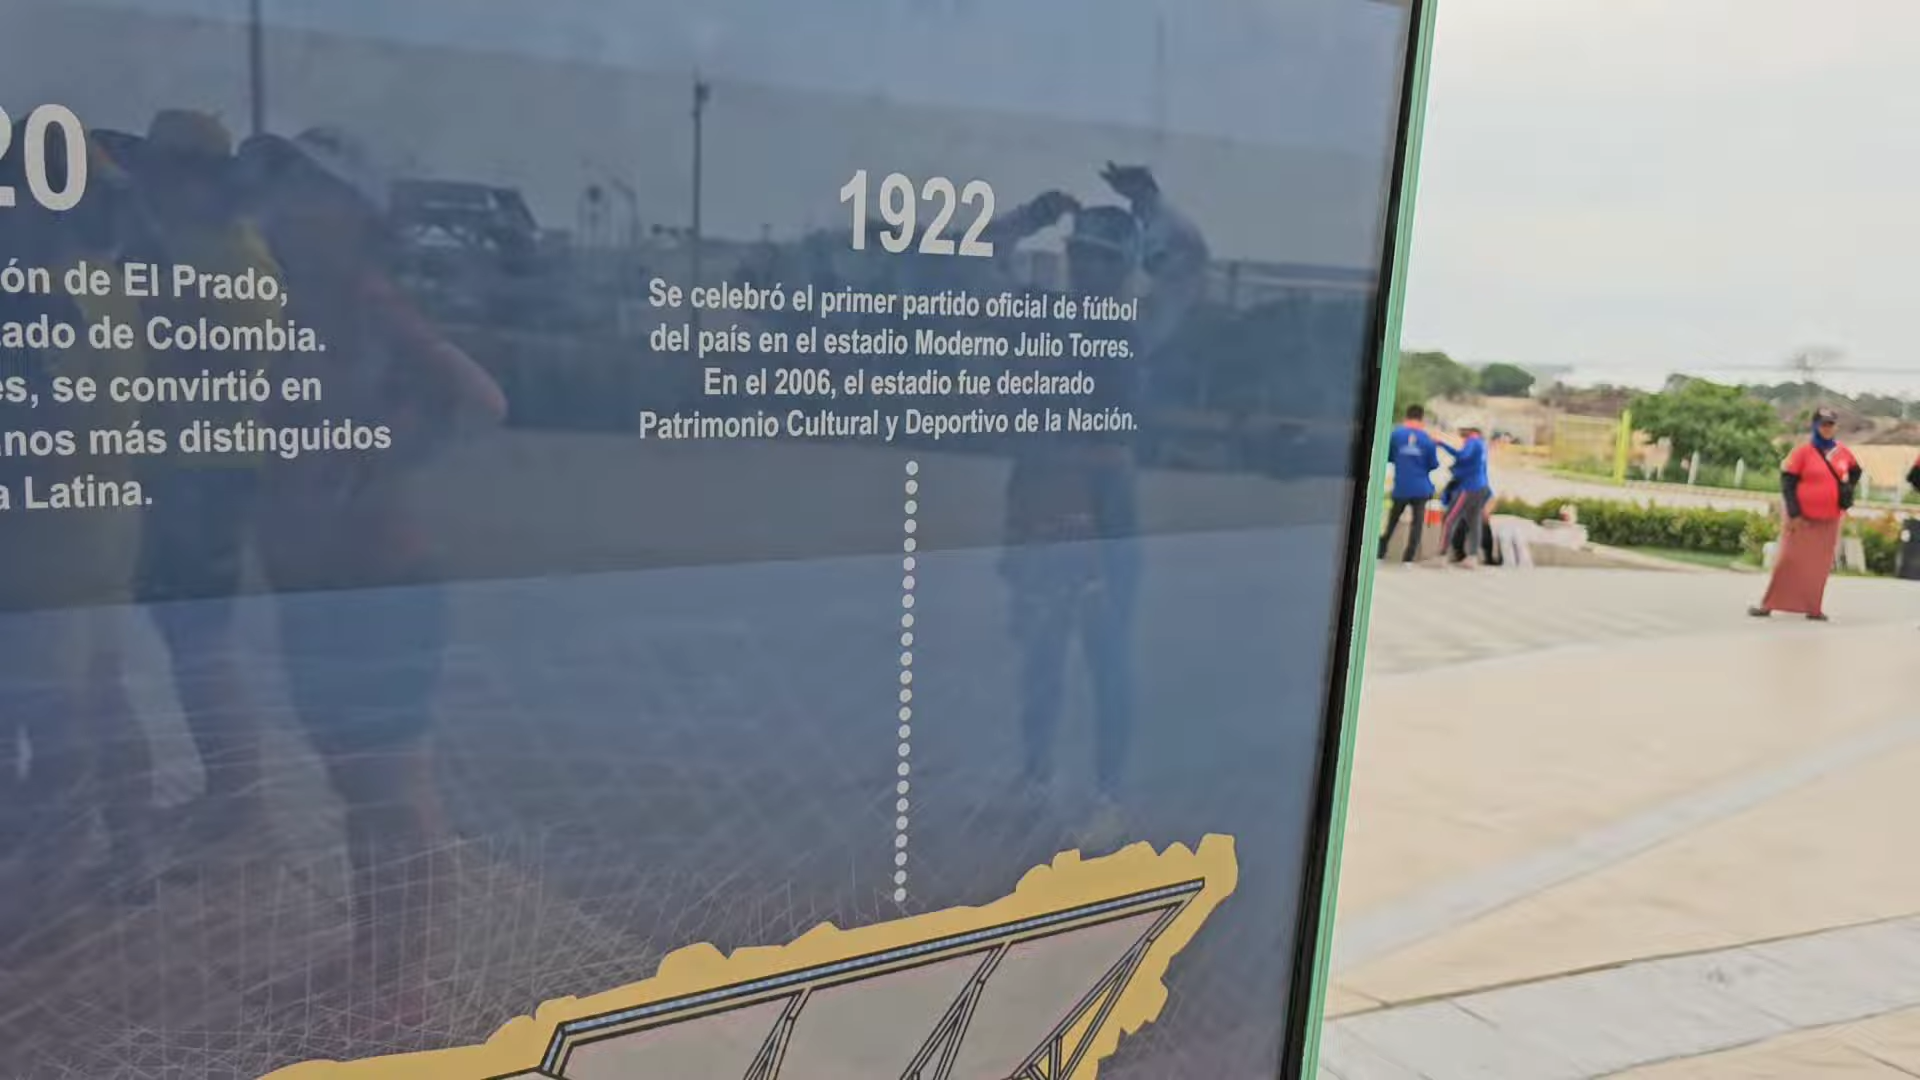 20
ón de El Prado,
ado de Colombia.
es, se convirtió en
nos más distinguidos
a Latina.
1922
Se celebró el primer partido oficial de fútbol
del país en el estadio Moderno Julio Torres.
En el 2006, el estadio fue declarado
Patrimonio Cultural y Deportivo de la Nación.